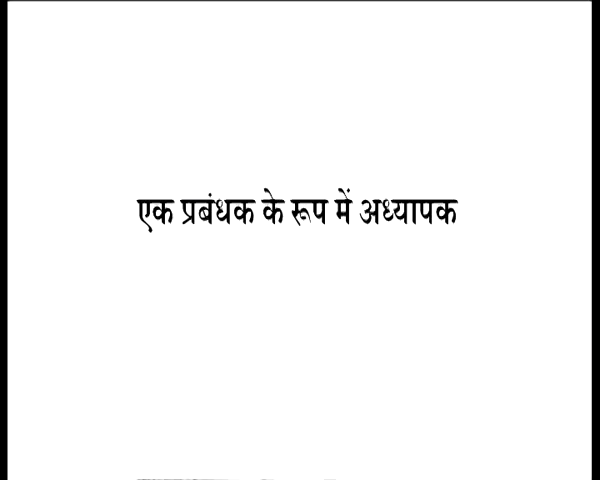 एक प्रबंधक के रूप में अध्यापक